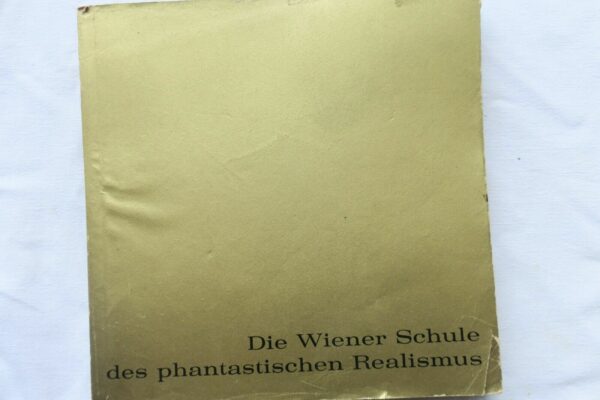 Die Wiener Schule
des phantastischen Realismus